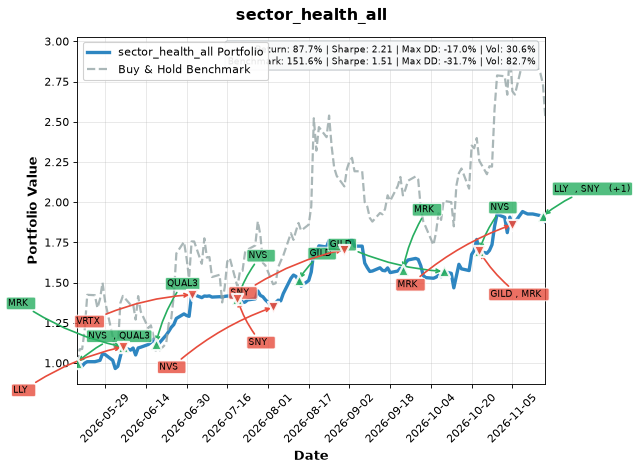 sector_health_all
sector_health_all Portfolio
Buy & Hold Benchmark
urn: 87.7% | Sharpe: 2.21 | Max DD: -17.0% | Vol: 30.6%
enchmark: 151.6% | Sharpe: 1.51 | Max DD: -31.7% | Vol: 82.7%
Portfolio Value
3.00
2.75
2.50
2.25
2.00
1.75
1.50
1.25
1.00
LLY , SNY (+1)
MRK
NVS
GILD
GILD
NVS
QUAL3
SNY
MRK
GILD , MRK
MRK
VRTX
NVS , QUAL3
SNY
NVS
LLY
2026-05-29
2026-06-14
2026-06-30
2026-07-16
2026-08-01
2026-08-17
2026-09-02
2026-09-18
2026-10-04
2026-10-20
2026-11-05
Date